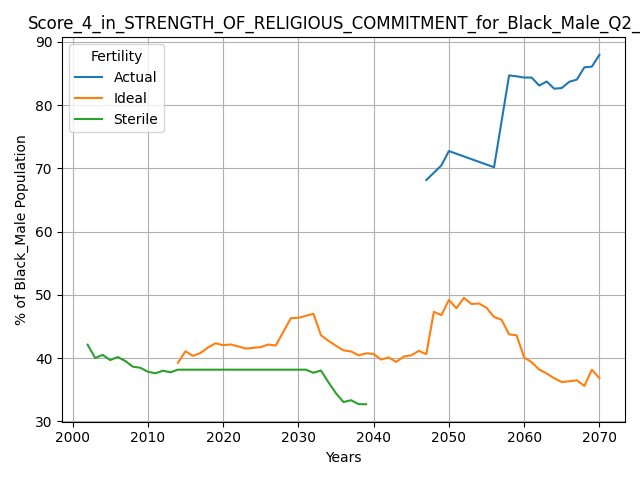 Score_4_in_STRENGTH_OF_RELIGIOUS_COMMITMENT_for_Black_Male_Q2_
Fertility
Actual
Ideal
Sterile
% of Black_Male Population
90
80
70
60
50
40
30
2000 2010 2020 2030 2040 2050 2060 2070
Years